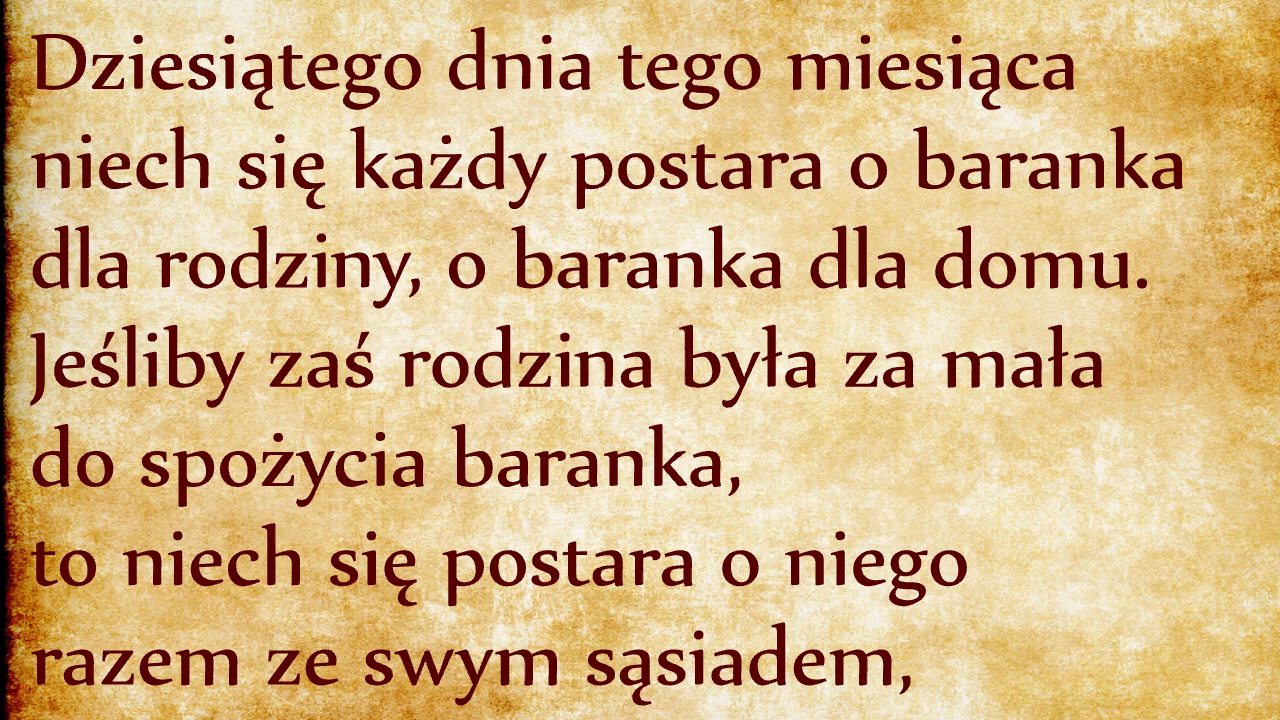 Dziesiątego dnia tego miesiąca
niech się każdy postara o baranka
dla rodziny, o baranka dla domu.
Jeśliby zaś rodzina była za mała
do spożycia baranka,
to niech się postara o niego
razem ze swym sąsiadem,